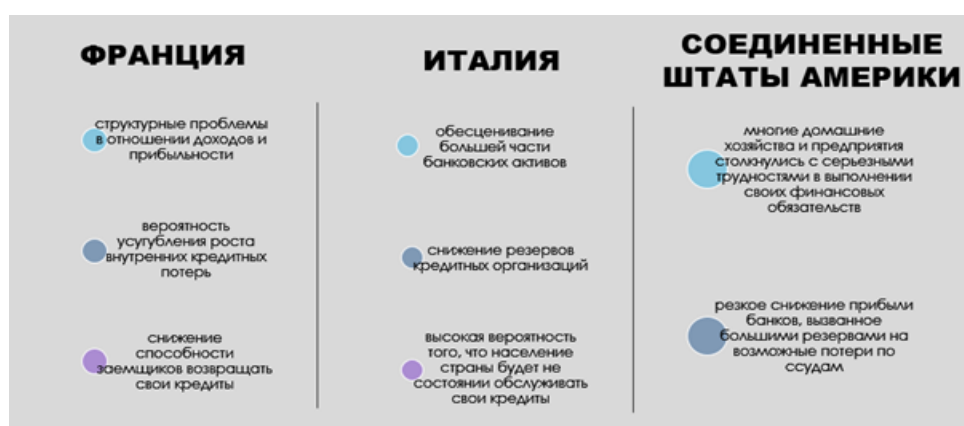 ФРАНЦИЯ
структурные проблемы
в отношении доходов и
прибыльности
вероятность
усугубления роста
внутренних кредитных
потерь
снижение
способности
заемщиков возвращать
свои кредиты
ИТАЛИЯ
обесценивание
большей части
банковских активов
снижение резервов
кредитных организаций
высокая вероятность
того, что население
страны будет не
состоянии обслуживать
свои кредиты
СОЕДИНЕННЫЕ
ШТАТЫ АМЕРИКИ
многие домашние
хозяйства и предприятия
столкнулись с серьезными
трудностями в выполнении
своих финансовых
обязательств
резкое снижение прибыли
банков, вызванное
большими резервами на
возможные потери по
ссудам